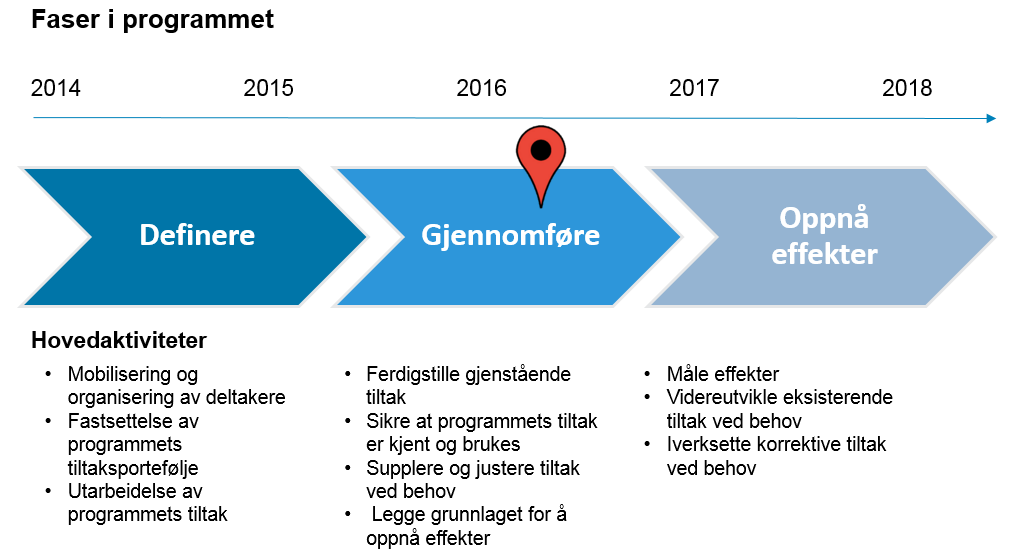 Faser i programmet
2014 2015 2016 2017 2018
Definere
Gjennomføre
Oppnå
effekter
Hovedaktiviteter
• Mobilisering og
organisering av deltakere
• Fastsettelse av
programmets
tiltaksportefølje
• Utarbeidelse av
programmets tiltak
• Ferdigstille gjenstående
tiltak
• Sikre at programmets tiltak
er kjent og brukes
• Supplere og justere tiltak
ved behov
• Legge grunnlaget for å
oppnå effekter
• Måle effekter
• Videreutvikle eksisterende
tiltak ved behov
• Iverksette korrektive tiltak
ved behov